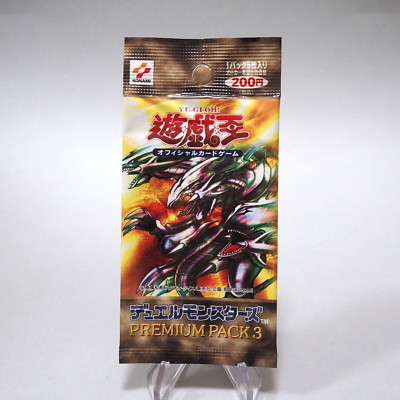 KONAMI
1パック5枚入り
200円
YU-GI-OH!
遊戯王
オフィシャルカードゲーム
デュエルモンスターズ™
PREMIUM PACK 3